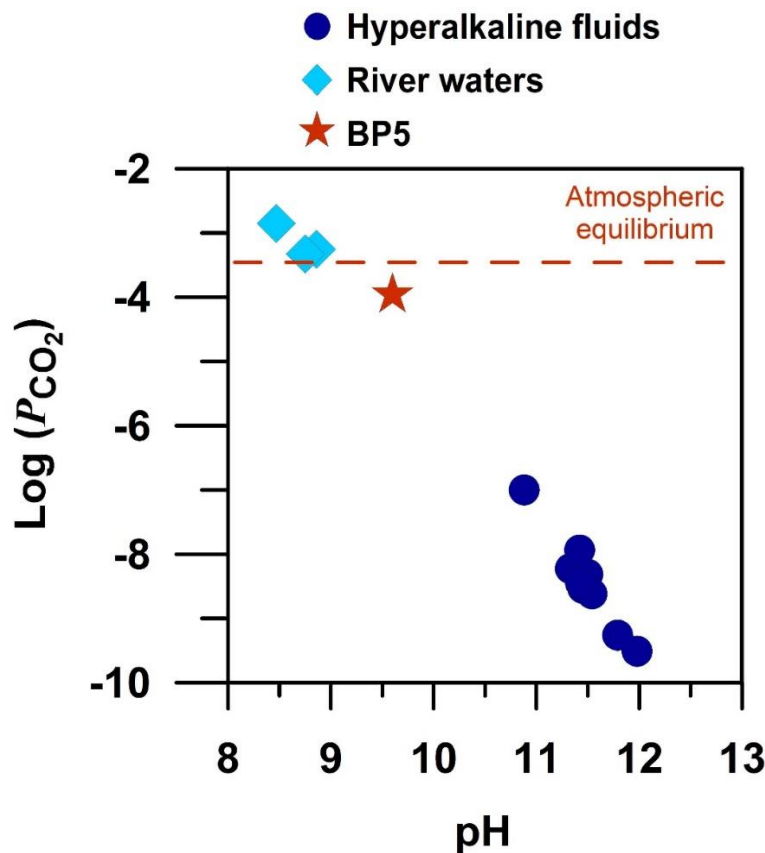 Hyperalkaline fluids
River waters
BP5
Atmospheric
equilibrium
-2
-4
-6
-8
-10
Log (PCO₂)
8 9 10 11 12 13
pH